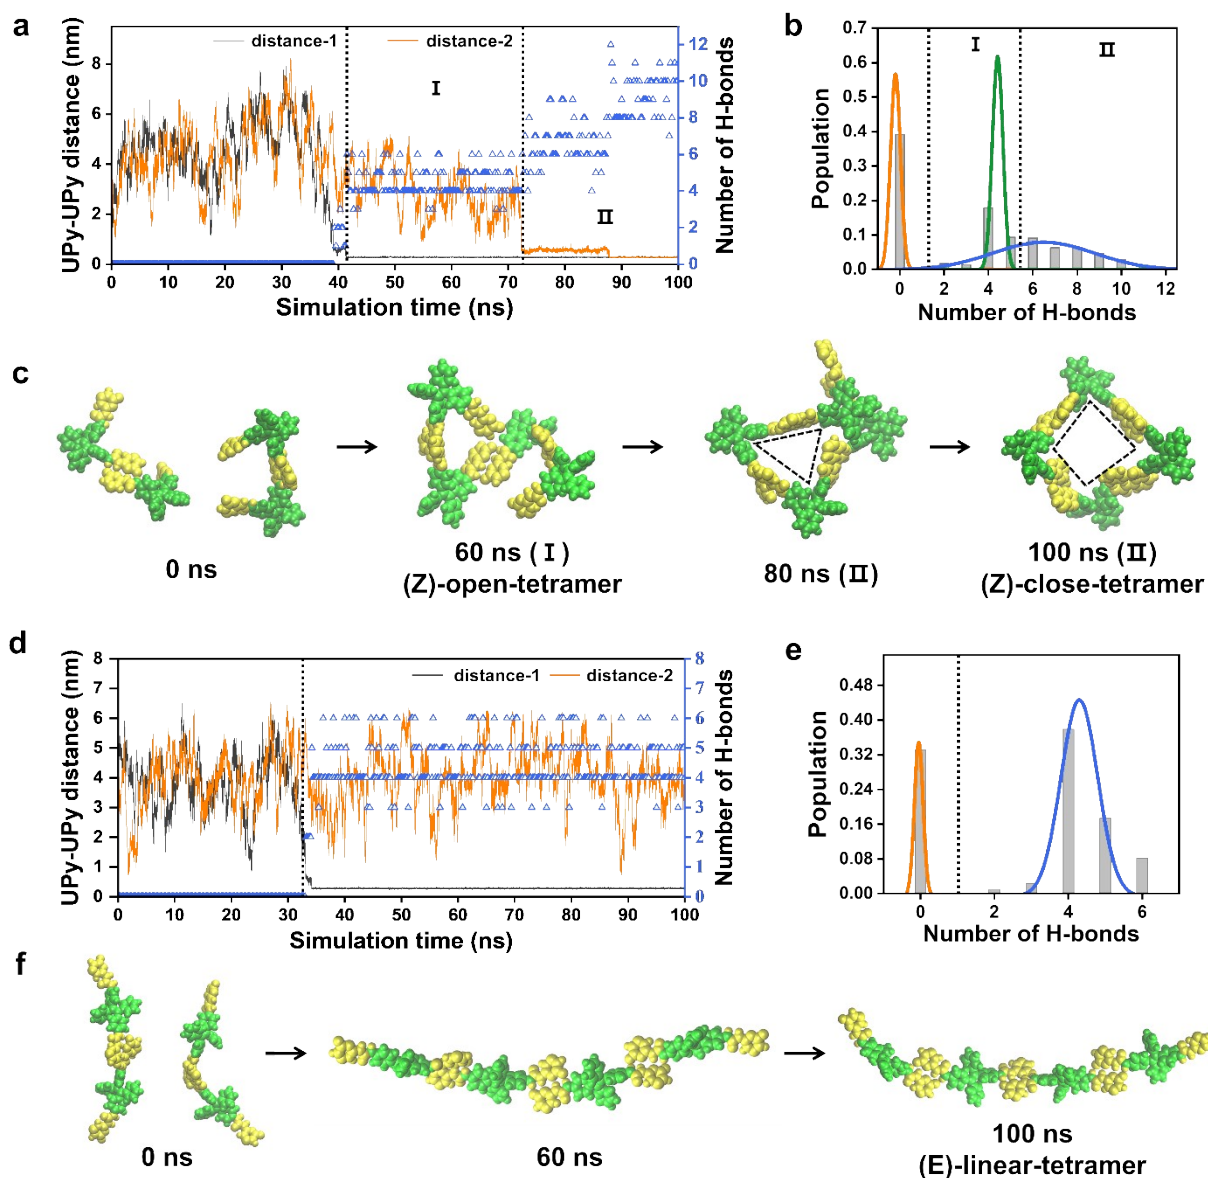 a
distance-1
distance-2
UPy-UPy distance (nm)
8
6
4
2
0
I
II
12
11
10
9
8
7
6
5
4
3
2
1
0
Number of H-bonds
0 10 20 30 40 50 60 70 80 90 100
Simulation time (ns)
b
I
II
Population
0.7
0.6
0.5
0.4
0.3
0.2
0.1
0.0
0 2 4 6 8 10 12
Number of H-bonds
c
0 ns
60 ns (I)
(Z)-open-tetramer
80 ns (II)
100 ns (II)
(Z)-close-tetramer
d
distance-1
distance-2
UPy-UPy distance (nm)
8
7
6
5
4
3
2
1
0
8
7
6
5
4
3
2
1
0
Number of H-bonds
0 10 20 30 40 50 60 70 80 90 100
Simulation time (ns)
e
Population
0.48
0.40
0.32
0.24
0.16
0.08
0.00
0 2 4 6
Number of H-bonds
f
0 ns
60 ns
100 ns
(E)-linear-tetramer